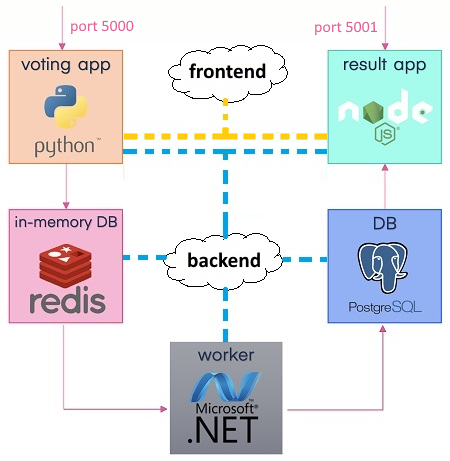 port 5000
port 5001
voting app
python™
frontend
result app
node
JS
in-memory DB
redis
backend
DB
PostgreSQL
worker
Microsoft®
.NET